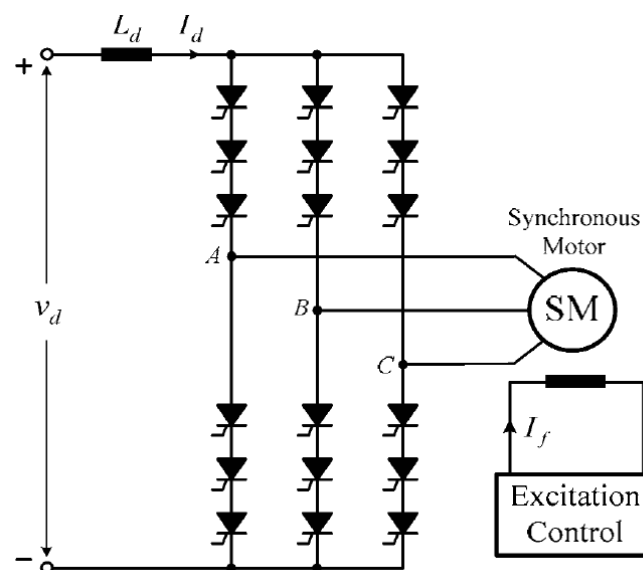 L_d
I_d
+
Synchronous
Motor
A
SM
B
v_d
C
I_f
Excitation
Control
−